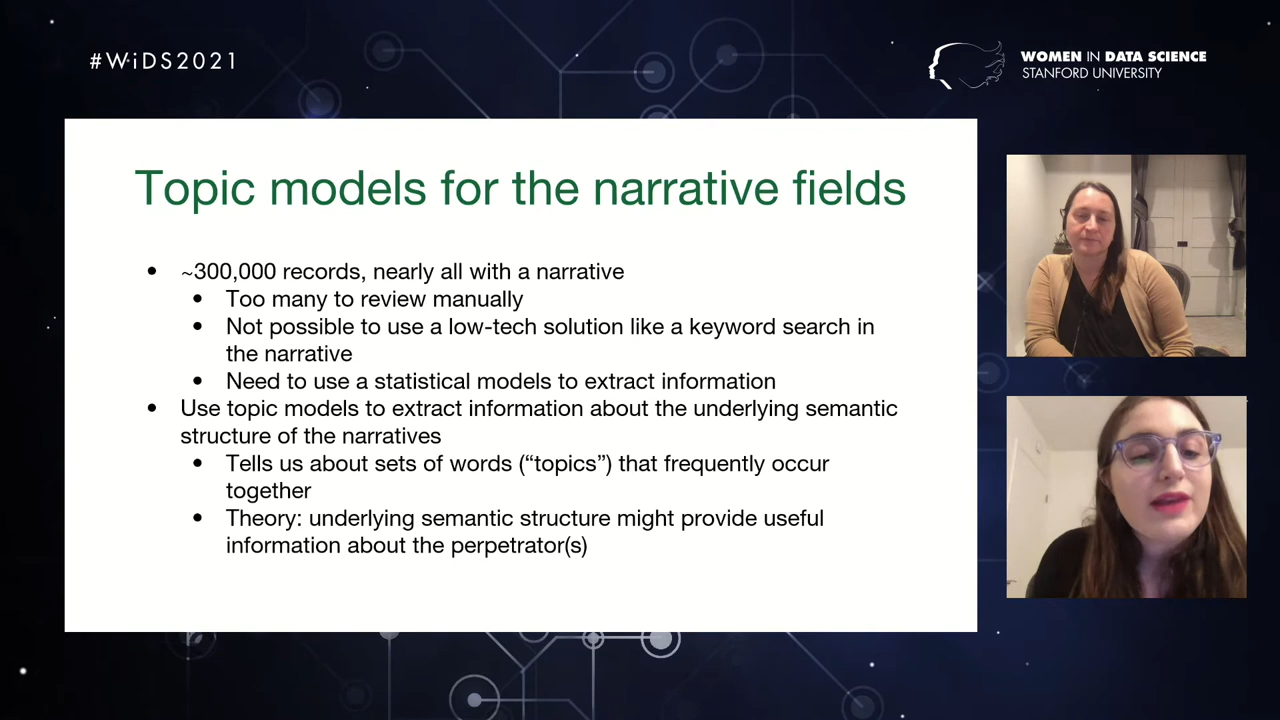 #WiDS2021
WOMEN IN DATA SCIENCE
STANFORD UNIVERSITY
Topic models for the narrative fields
• ~300,000 records, nearly all with a narrative
• Too many to review manually
• Not possible to use a low-tech solution like a keyword search in
the narrative
• Need to use a statistical models to extract information
• Use topic models to extract information about the underlying semantic
structure of the narratives
• Tells us about sets of words (“topics”) that frequently occur
together
• Theory: underlying semantic structure might provide useful
information about the perpetrator(s)